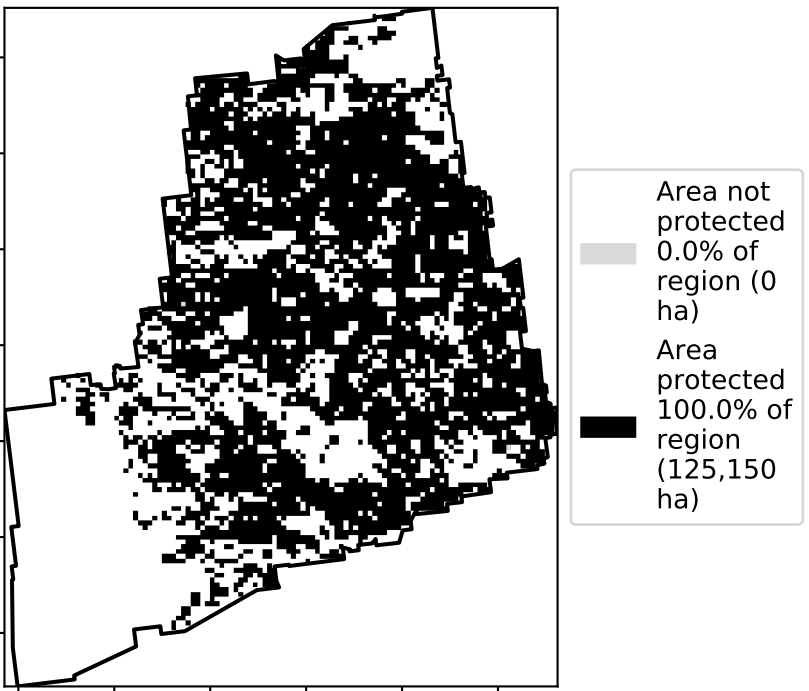 Area not
protected
0.0% of
region (0
ha)
Area
protected
100.0% of
region
(125,150
ha)